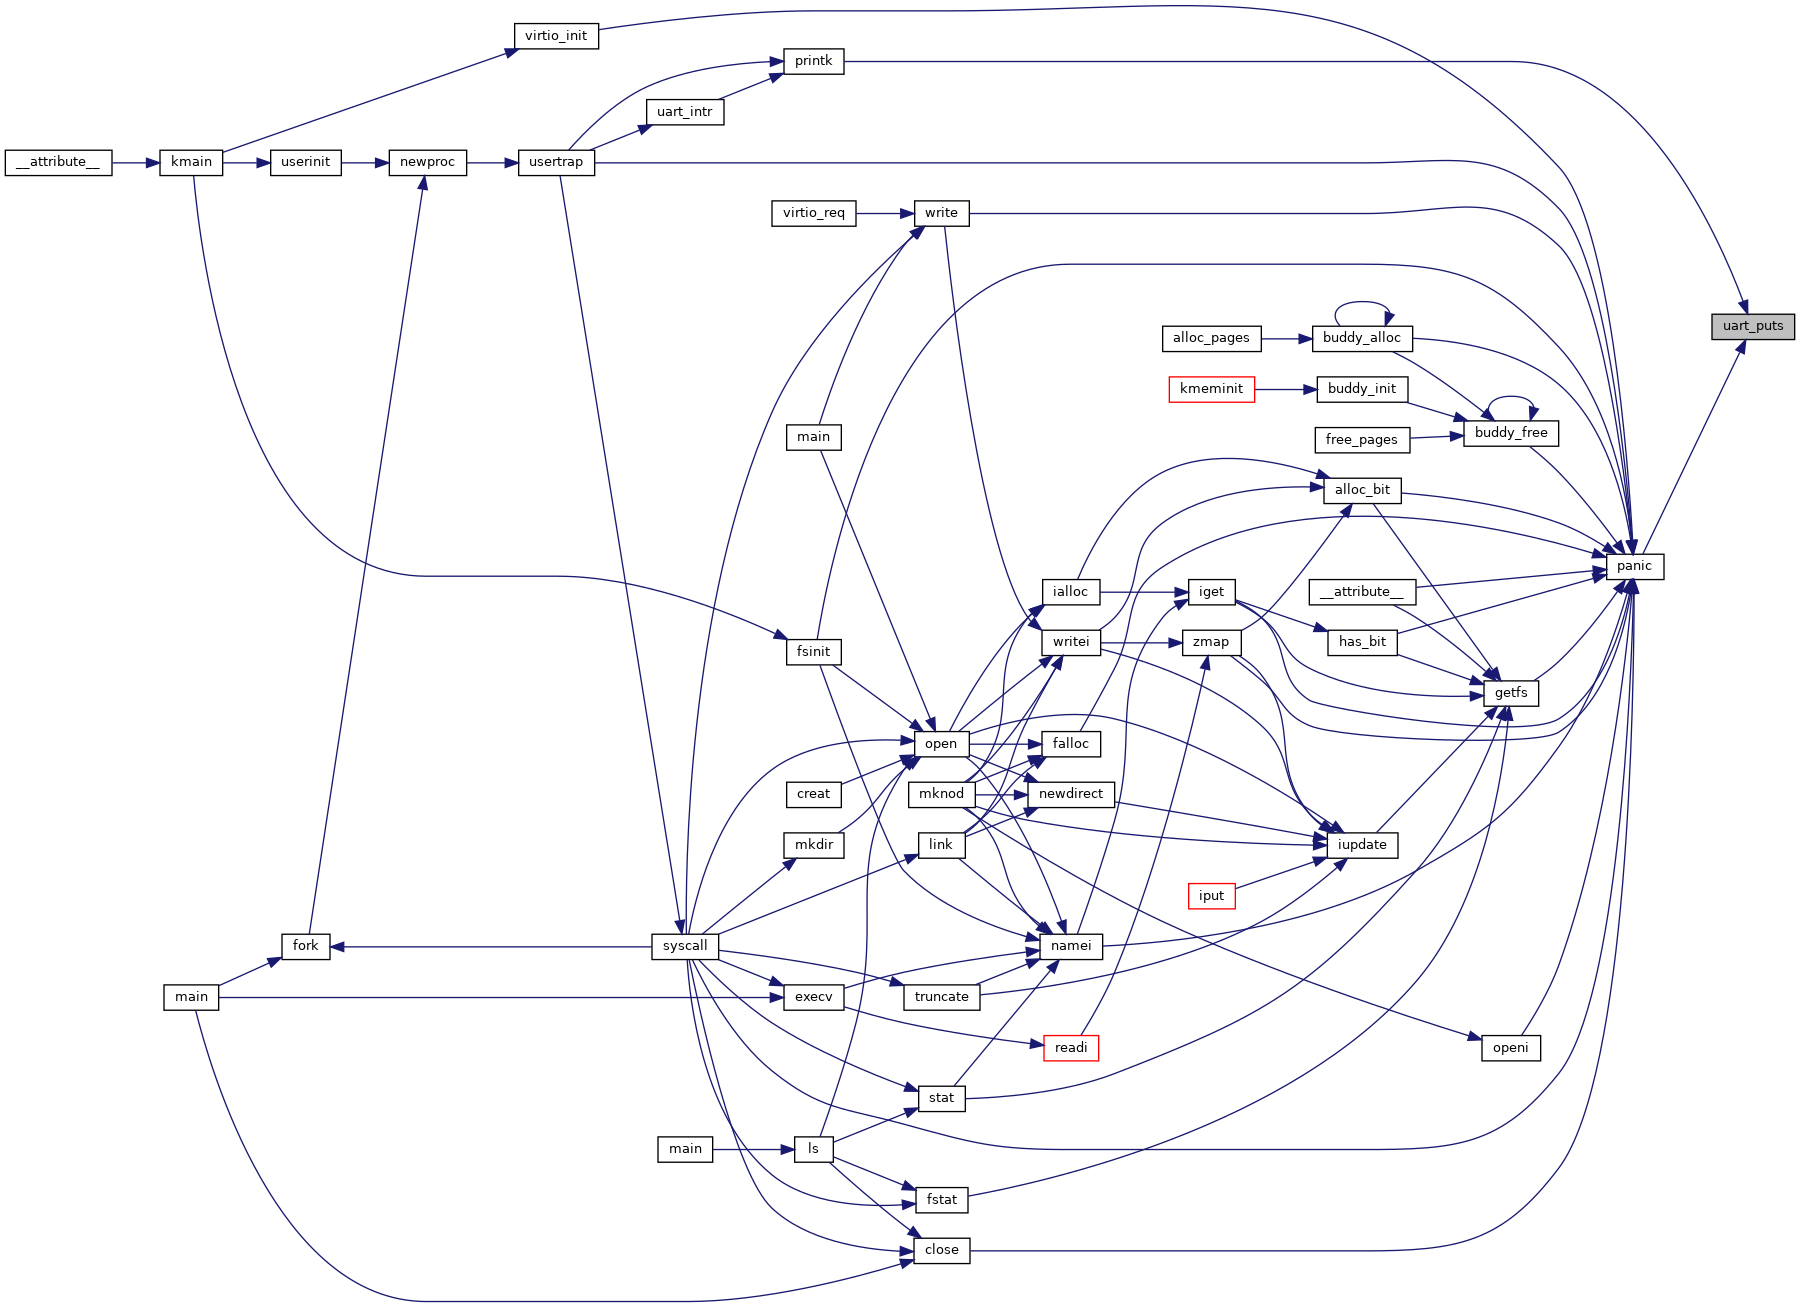 virtio_init
printk
uart_intr
__attribute__
kmain
userinit
newproc
usertrap
virtio_req
write
uart_puts
alloc_pages
buddy_alloc
kmeminit
buddy_init
main
free_pages
buddy_free
alloc_bit
panic
ialloc
iget
__attribute__
fsinit
writei
zmap
has_bit
getfs
open
falloc
creat
mknod
newdirect
mkdir
link
iupdate
iput
fork
syscall
namei
main
execv
truncate
readi
openi
stat
main
ls
fstat
close